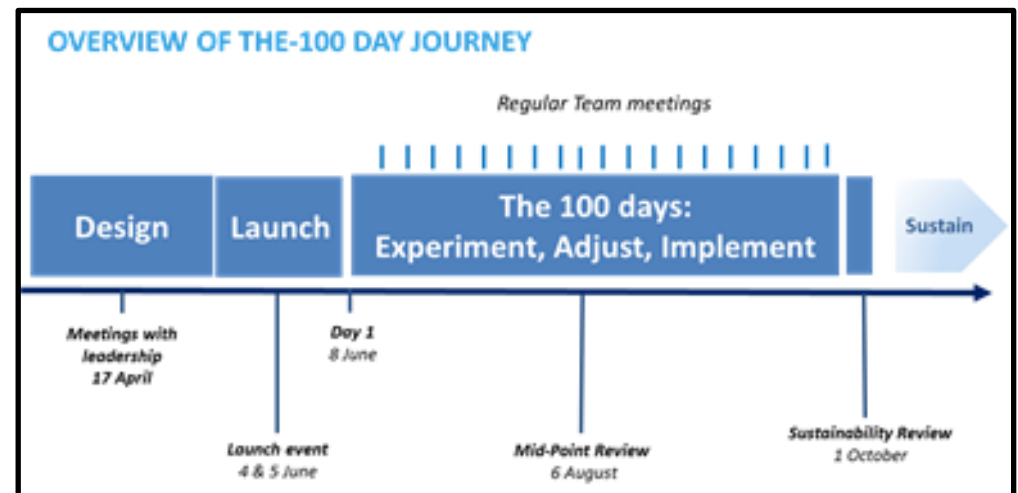 OVERVIEW OF THE-100 DAY JOURNEY
Regular Team meetings
Design
Launch
The 100 days:
Experiment, Adjust, Implement
Sustain
Meetings with
leadership
17 April
Day 1
8 June
Launch event
4 & 5 June
Mid-Point Review
6 August
Sustainability Review
1 October